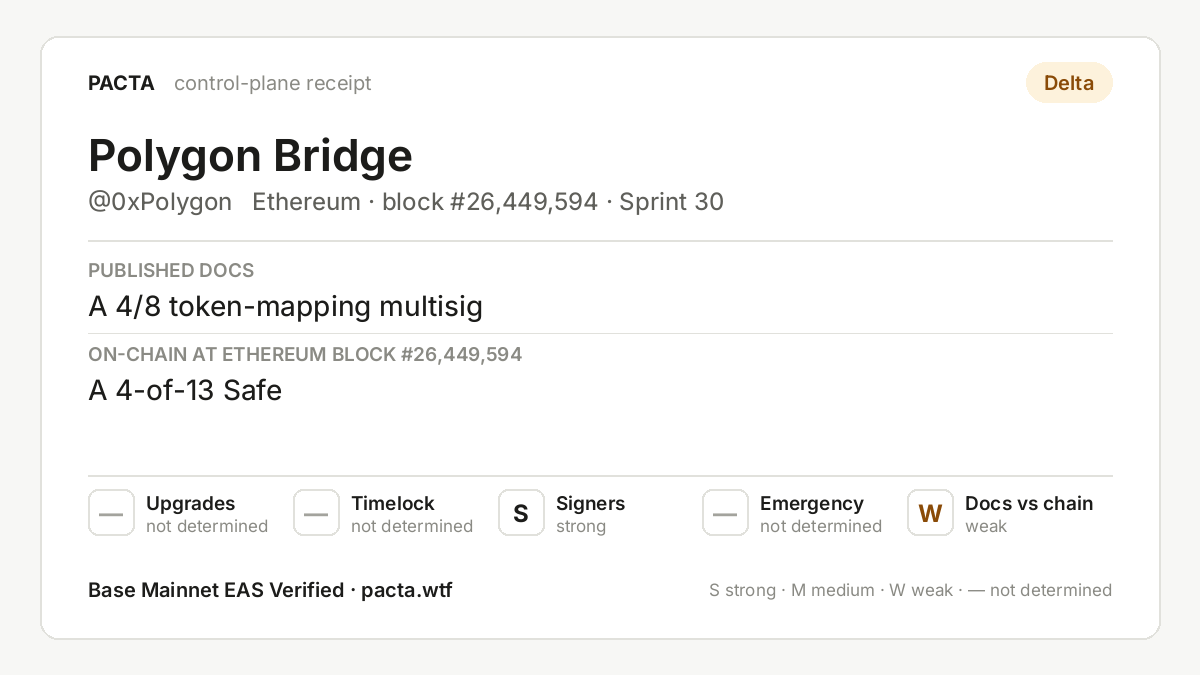 PACTA control-plane receipt Delta
Polygon Bridge
@0xPolygon Ethereum · block #26,449,594 · Sprint 30
PUBLISHED DOCS
A 4/8 token-mapping multisig
ON-CHAIN AT ETHEREUM BLOCK #26,449,594
A 4-of-13 Safe
— Upgrades not determined
— Timelock not determined
S Signers strong
— Emergency not determined
W Docs vs chain weak
Base Mainnet EAS Verified · pacta.wtf
S strong · M medium · W weak · — not determined